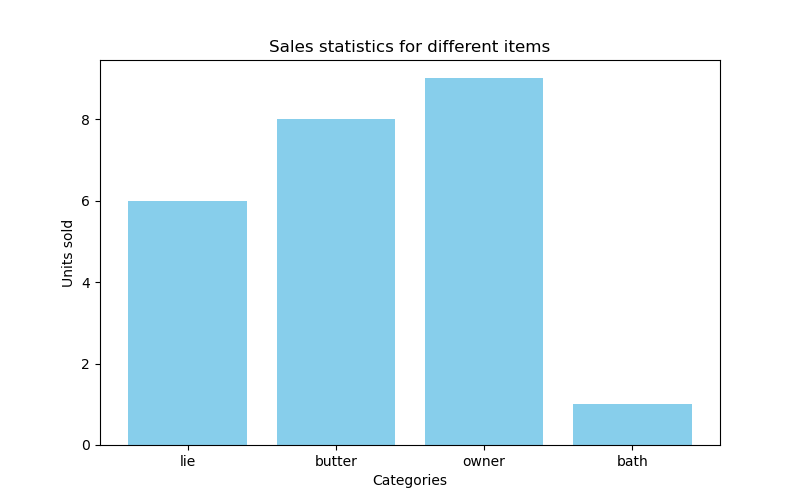 Sales statistics for different items
Units sold
8
6
4
2
0
lie butter owner bath
Categories